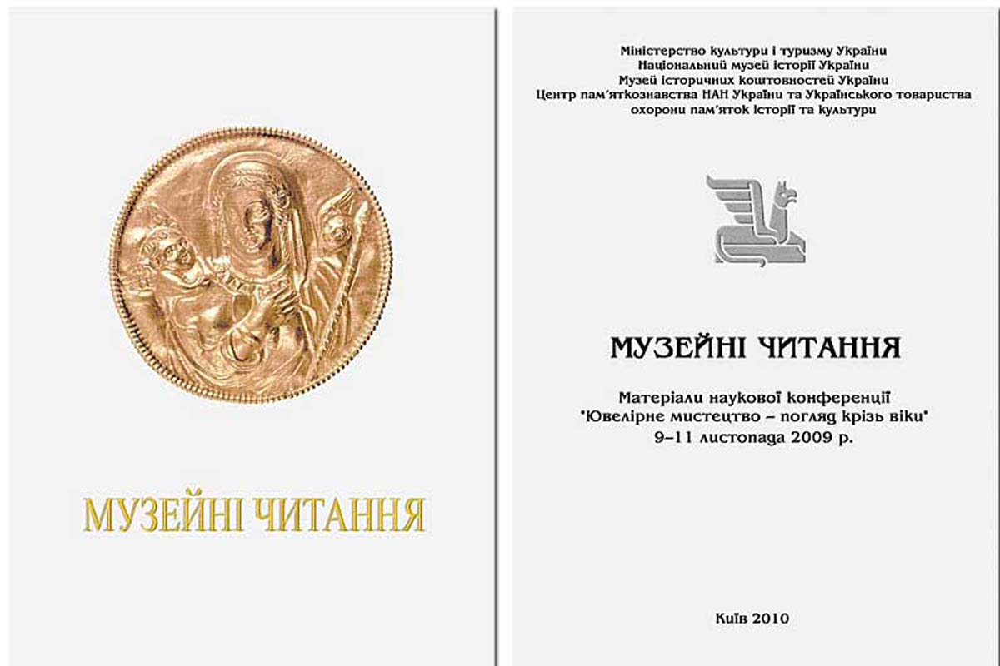 МУЗЕЙНІ ЧИТАННЯ
Міністерство культури і туризму України
Національний музей історії України
Музей історичних коштовностей України
Центр пам'яткознавства НАН України та Українського товариства
охорони пам'яток історії та культури
МУЗЕЙНІ ЧИТАННЯ
Матеріали наукової конференції
"Ювелірне мистецтво – погляд крізь віки"
9–11 листопада 2009 р.
Київ 2010